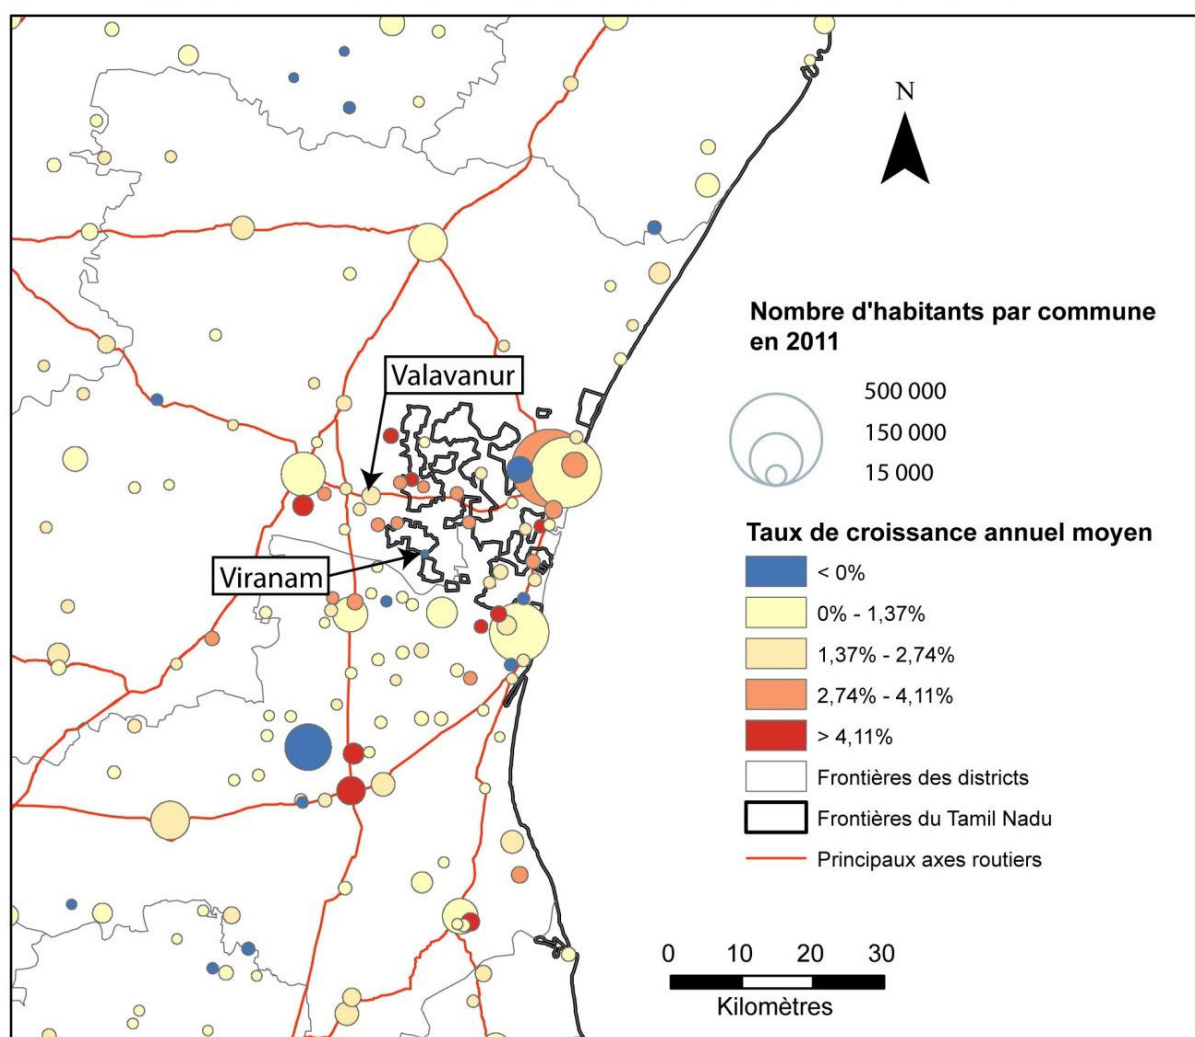 N
Valavanur
Viranam
Nombre d'habitants par commune
en 2011
500 000
150 000
15 000
Taux de croissance annuel moyen
< 0%
0% - 1,37%
1,37% - 2,74%
2,74% - 4,11%
> 4,11%
Frontières des districts
Frontières du Tamil Nadu
Principaux axes routiers
0 10 20 30
Kilomètres